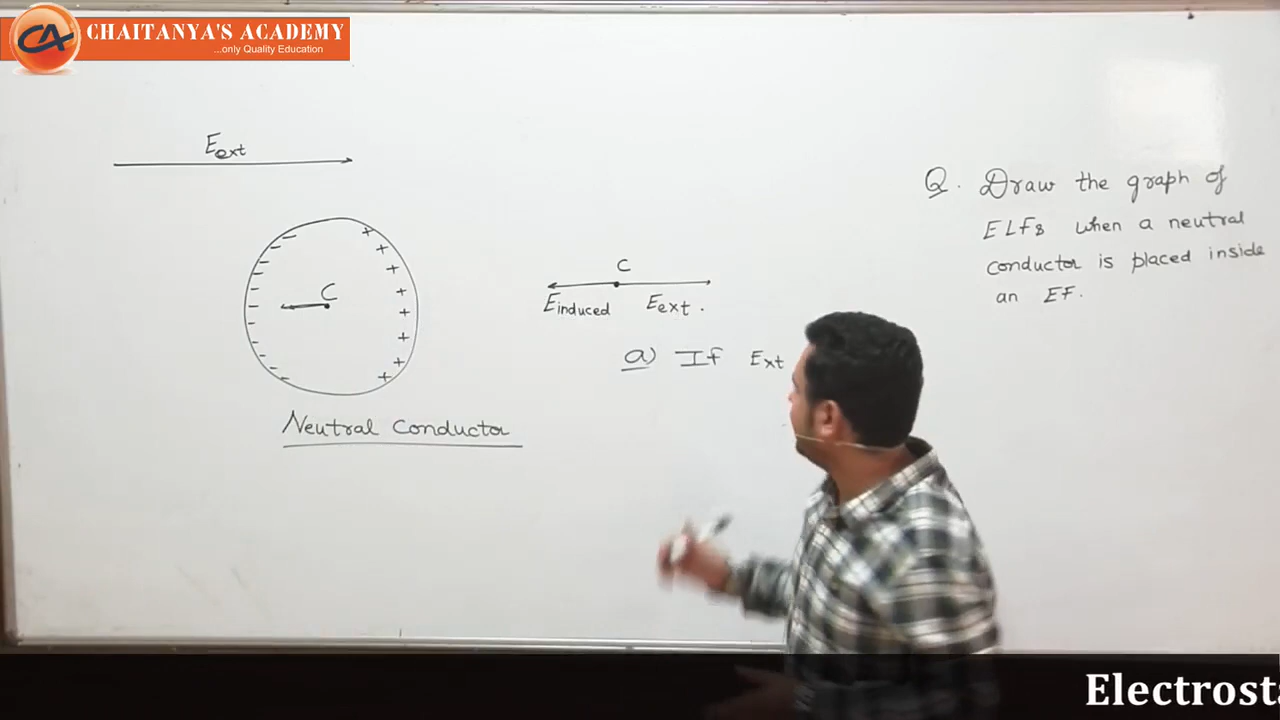 CHAITANYA'S ACADEMY
...only Quality Education
CA
Eext
C
Neutral Conductor
C
Einduced Eext.
a) If Ext
Q. Draw the graph of
ELFs when a neutral
conductor is placed inside
an EF.
Electrost